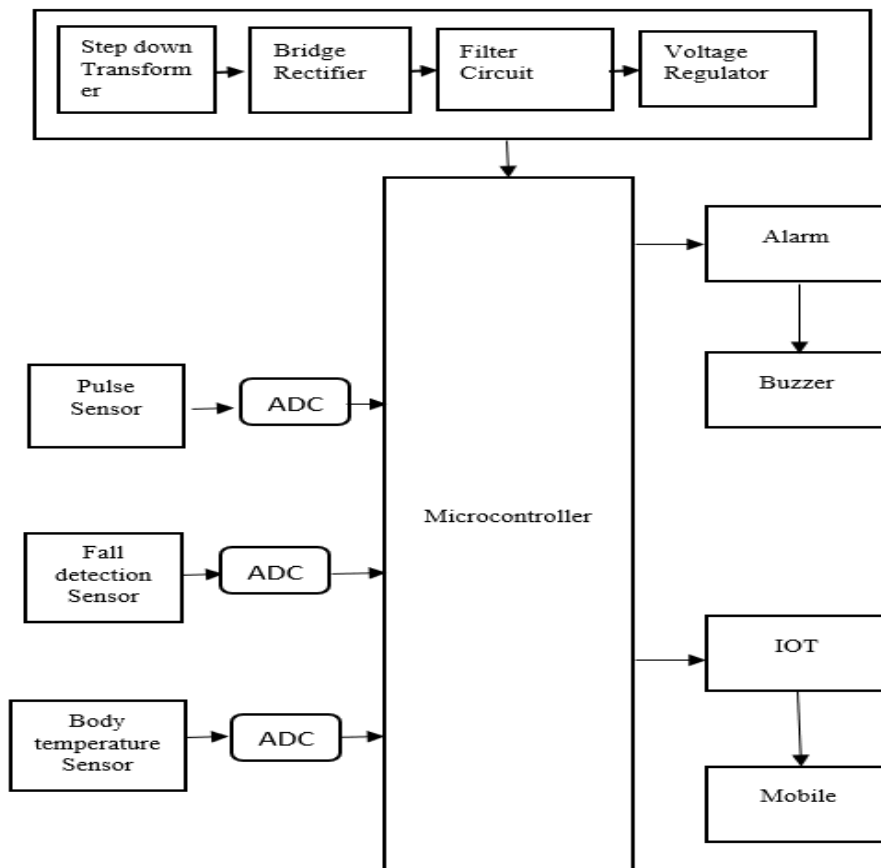 Step down
Transform
er
Bridge
Rectifier
Filter
Circuit
Voltage
Regulator
Alarm
Buzzer
Pulse
Sensor
ADC
Microcontroller
Fall
detection
Sensor
ADC
IOT
Body
temperature
Sensor
ADC
Mobile